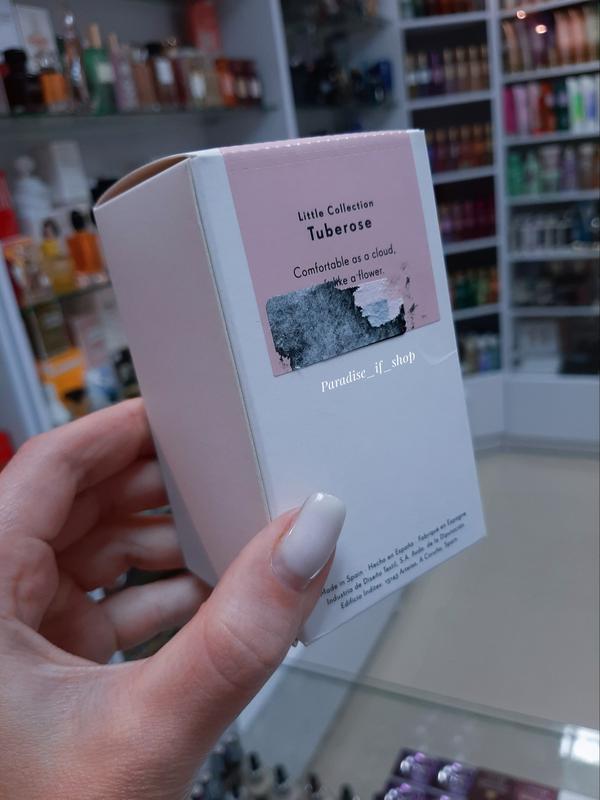 Little Collection
Tuberose
Comfortable as a cloud,
like a flower.
Paradise_if_shop
Made in Spain . Hecho en España . Fabriqué en Espagne
Industria de Diseño Textil, S.A. Avda. de la Diputación
Edificio Inditex, 15143 Arteixo, A Coruña, Spain